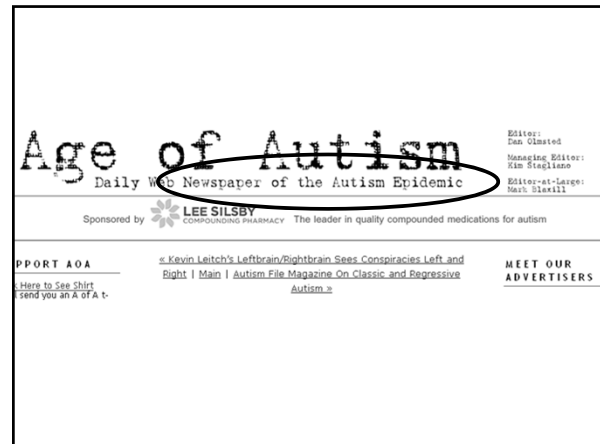 Age of Autism
Daily Web Newspaper of the Autism Epidemic
Editor:
Dan Olmsted
Managing Editor:
Kim Stagliano
Editor-at-Large:
Mark Blaxill
Sponsored by LEE SILSBY COMPOUNDING PHARMACY The leader in quality compounded medications for autism
PPORT AOA
k Here to See Shirt
l send you an A of A t-
« Kevin Leitch's Leftbrain/Rightbrain Sees Conspiracies Left and
Right | Main | Autism File Magazine On Classic and Regressive
Autism »
MEET OUR
ADVERTISERS